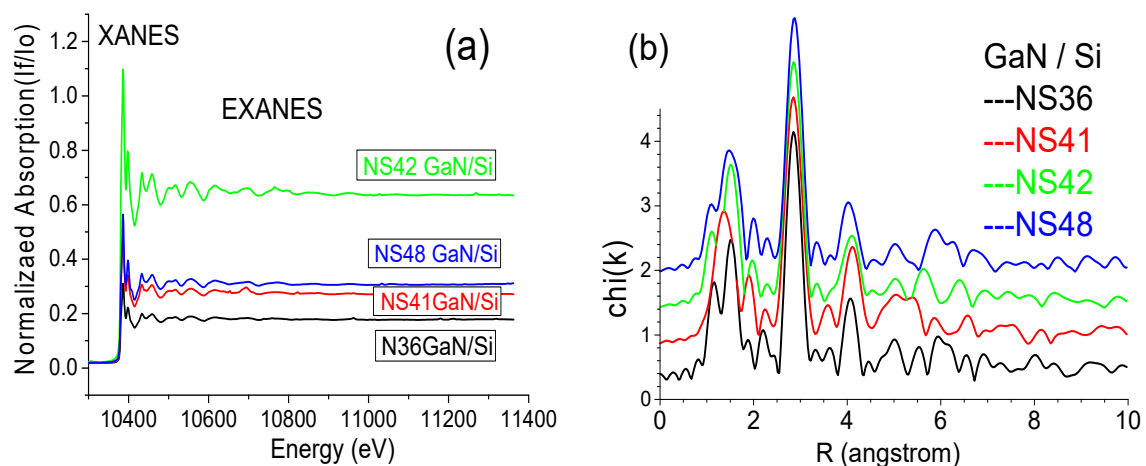 XANES
(a)
EXANES
NS42 GaN/Si
NS48 GaN/Si
NS41GaN/Si
N36GaN/Si
Normalizaed Absorption(If/Io)
0.0
0.2
0.4
0.6
0.8
1.0
1.2
10400 10600 10800 11000 11200 11400
Energy (eV)
(b)
GaN / Si
---NS36
---NS41
---NS42
---NS48
chi(k)
0
1
2
3
4
0 2 4 6 8 10
R (angstrom)